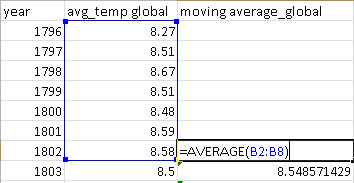 year avg_temp global moving average_global
1796 8.27
1797 8.51
1798 8.67
1799 8.51
1800 8.48
1801 8.59
1802 8.58 =AVERAGE(B2:B8)
1803 8.5 8.548571429